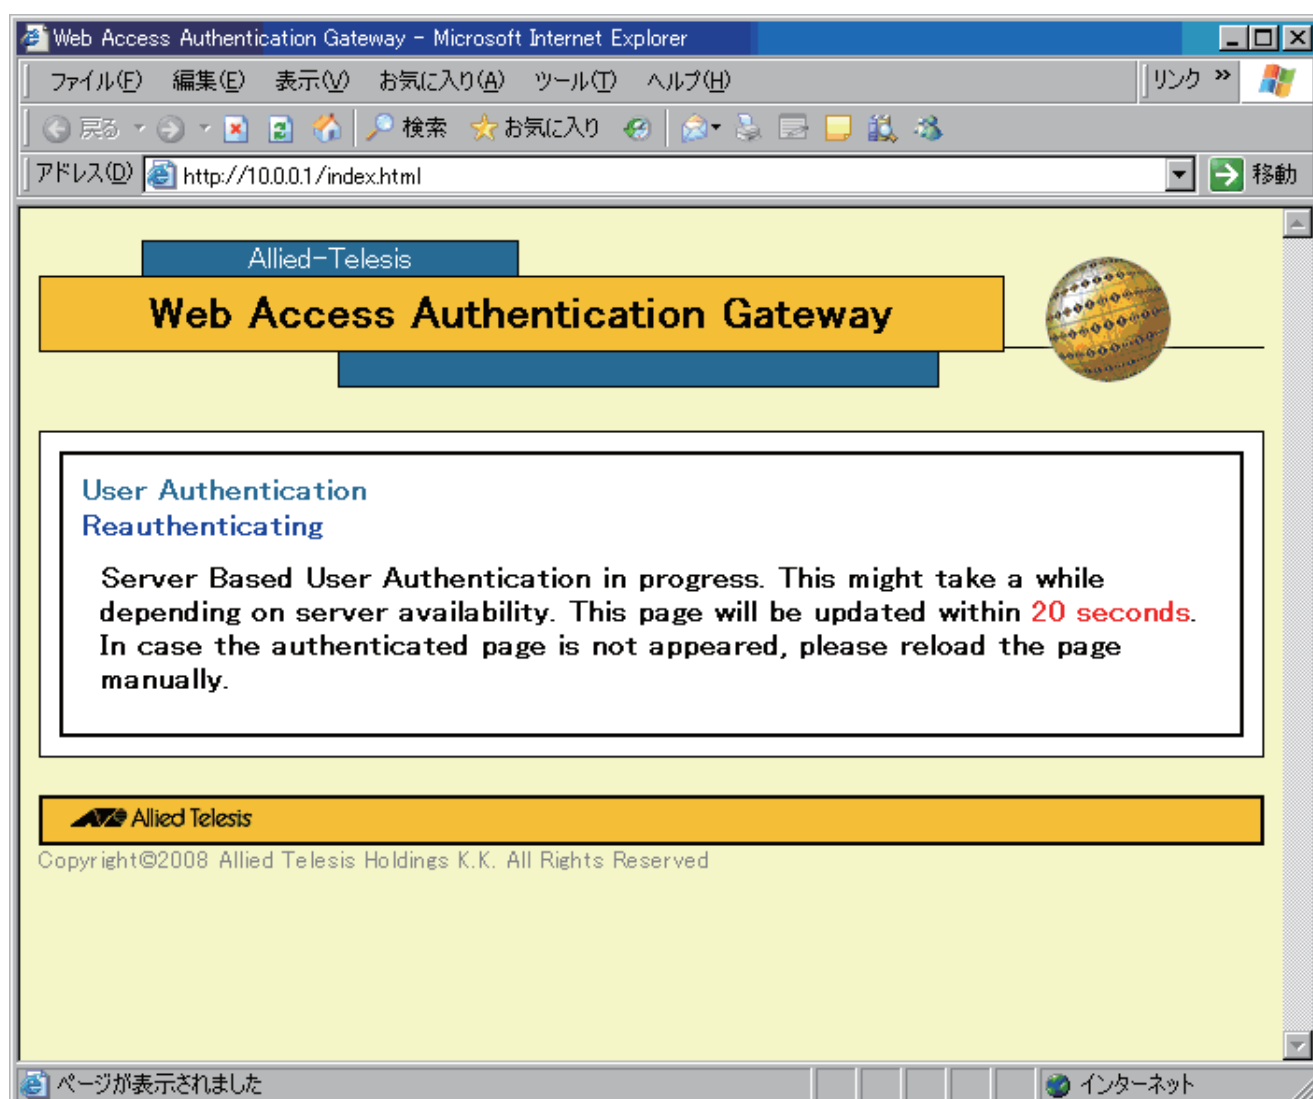 Web Access Authentication Gateway - Microsoft Internet Explorer
ファイル(F) 編集(E) 表示(V) お気に入り(A) ツール(T) ヘルプ(H) リンク »
戻る 検索 お気に入り
アドレス(D) http://10.0.0.1/index.html 移動
Allied-Telesis
Web Access Authentication Gateway
User Authentication
Reauthenticating
Server Based User Authentication in progress. This might take a while
depending on server availability. This page will be updated within 20 seconds.
In case the authenticated page is not appeared, please reload the page
manually.
Allied Telesis
Copyright©2008 Allied Telesis Holdings K.K. All Rights Reserved
ページが表示されました インターネット